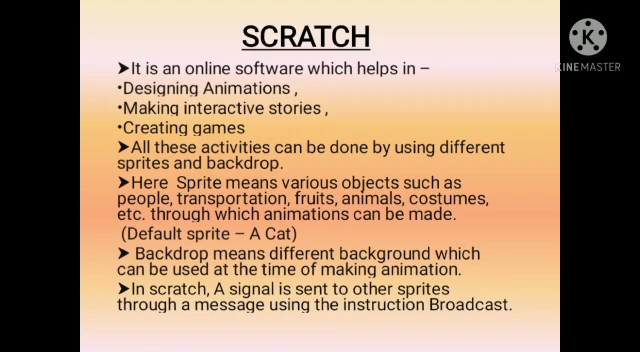 SCRATCH
K
KINEMASTER
➤It is an online software which helps in –
•Designing Animations ,
•Making interactive stories ,
•Creating games
➤All these activities can be done by using different
sprites and backdrop.
➤Here Sprite means various objects such as
people, transportation, fruits, animals, costumes,
etc. through which animations can be made.
(Default sprite – A Cat)
➤ Backdrop means different background which
can be used at the time of making animation.
➤In scratch, A signal is sent to other sprites
through a message using the instruction Broadcast.